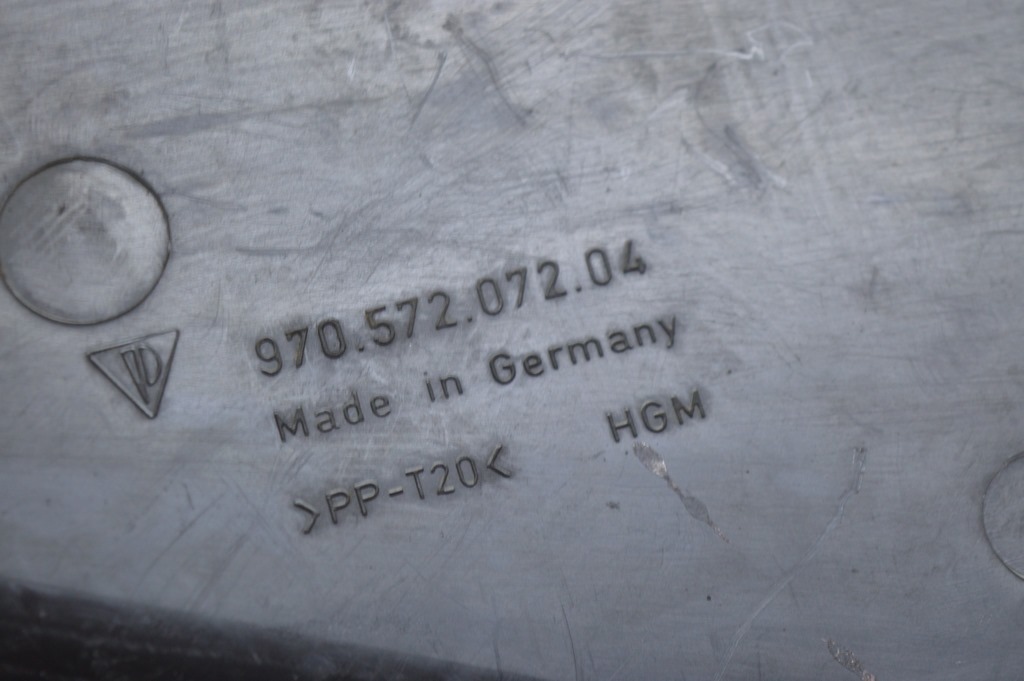 970.572.072.04
Made in Germany
HGM
>PP-T20<